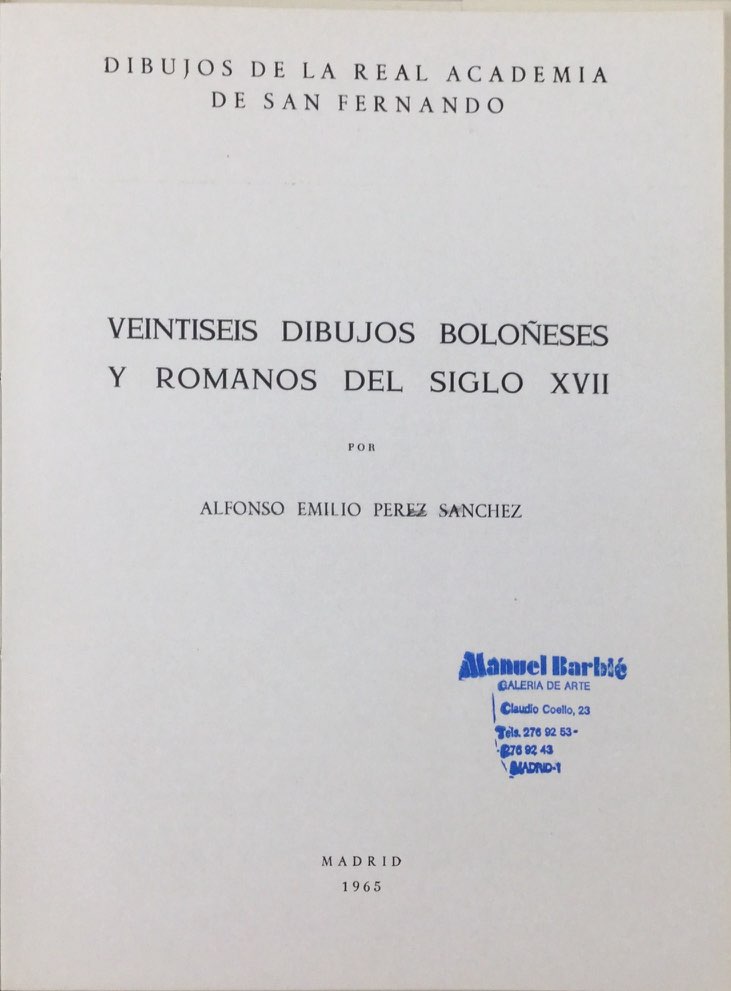 DIBUJOS DE LA REAL ACADEMIA
DE SAN FERNANDO
VEINTISEIS DIBUJOS BOLOÑESES
Y ROMANOS DEL SIGLO XVII
POR
ALFONSO EMILIO PEREZ SANCHEZ
Manuel Barbié
GALERIA DE ARTE
Claudio Coello, 23
Tels. 276 92 53-
276 92 43
MADRID-1
MADRID
1965